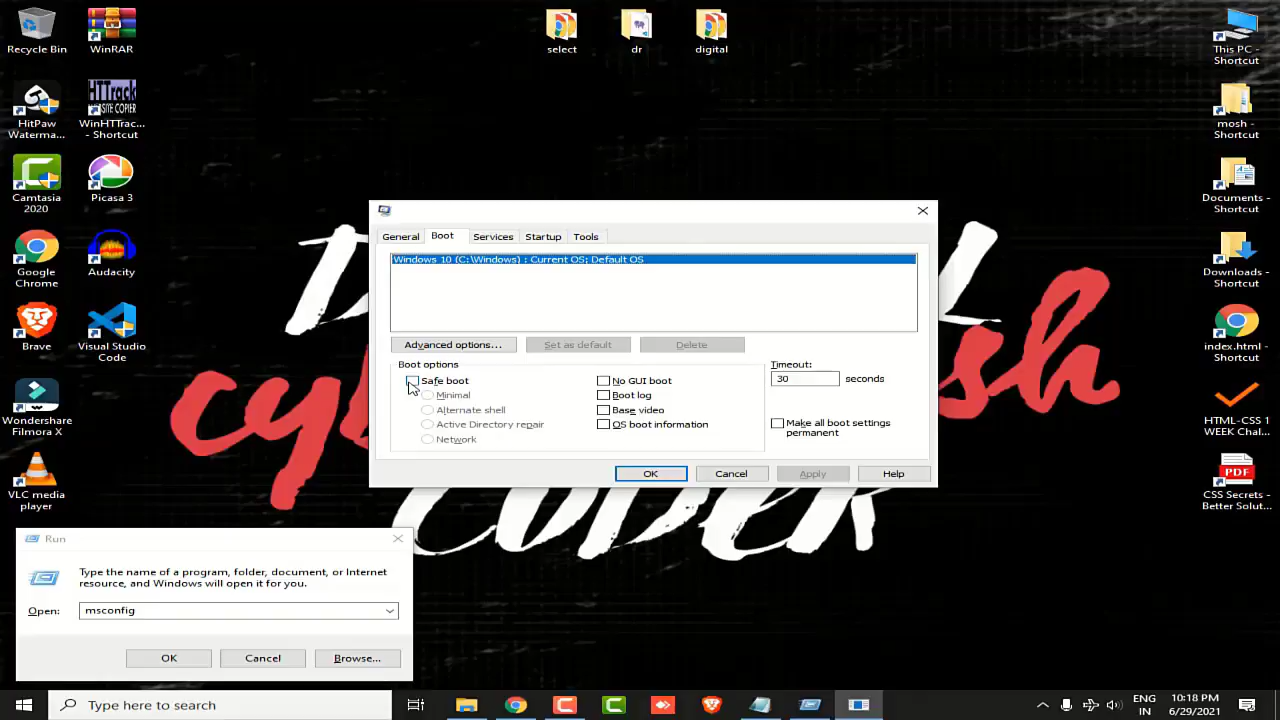 Recycle Bin
WinRAR
select
dr
digital
This PC -
Shortcut
HitPaw
Waterma...
HTTrack
WEBSITE COPIER
WinHTTrac...
- Shortcut
mosh -
Shortcut
Camtasia
2020
Picasa 3
Documents -
Shortcut
Google
Chrome
Audacity
Downloads -
Shortcut
Brave
Visual Studio
Code
index.html -
Shortcut
Wondershare
Filmora X
HTML-CSS 1
WEEK Chal...
VLC media
player
PDF
CSS Secrets -
Better Solut...
General
Boot
Services
Startup
Tools
Windows 10 (C:\Windows) : Current OS; Default OS
Advanced options...
Set as default
Delete
Boot options
Safe boot
Minimal
Alternate shell
Active Directory repair
Network
No GUI boot
Boot log
Base video
OS boot information
Timeout:
30 seconds
Make all boot settings
permanent
OK
Cancel
Apply
Help
CODER
Run
Type the name of a program, folder, document, or Internet
resource, and Windows will open it for you.
Open: msconfig
OK
Cancel
Browse...
Type here to search
ENG
IN
10:18 PM
6/29/2021